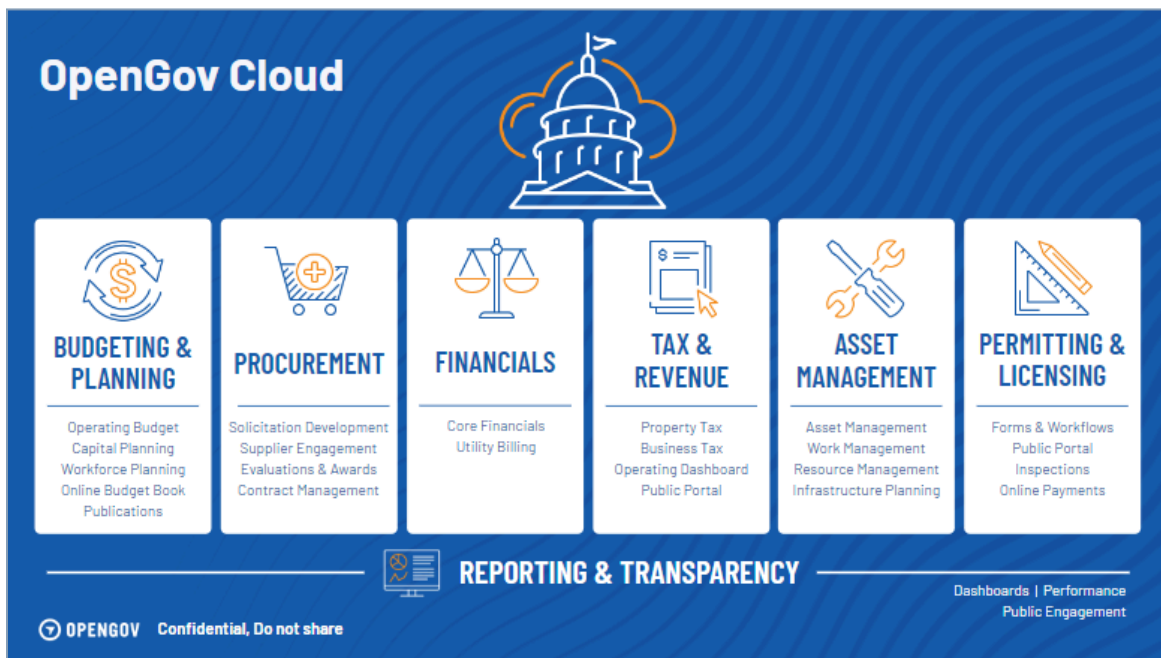 OpenGov Cloud
BUDGETING &
PLANNING
Operating Budget
Capital Planning
Workforce Planning
Online Budget Book
Publications
PROCUREMENT
Solicitation Development
Supplier Engagement
Evaluations & Awards
Contract Management
FINANCIALS
Core Financials
Utility Billing
$
TAX &
REVENUE
Property Tax
Business Tax
Operating Dashboard
Public Portal
ASSET
MANAGEMENT
Asset Management
Work Management
Resource Management
Infrastructure Planning
PERMITTING &
LICENSING
Forms & Workflows
Public Portal
Inspections
Online Payments
REPORTING & TRANSPARENCY
Dashboards | Performance
Public Engagement
OPENGOV Confidential, Do not share